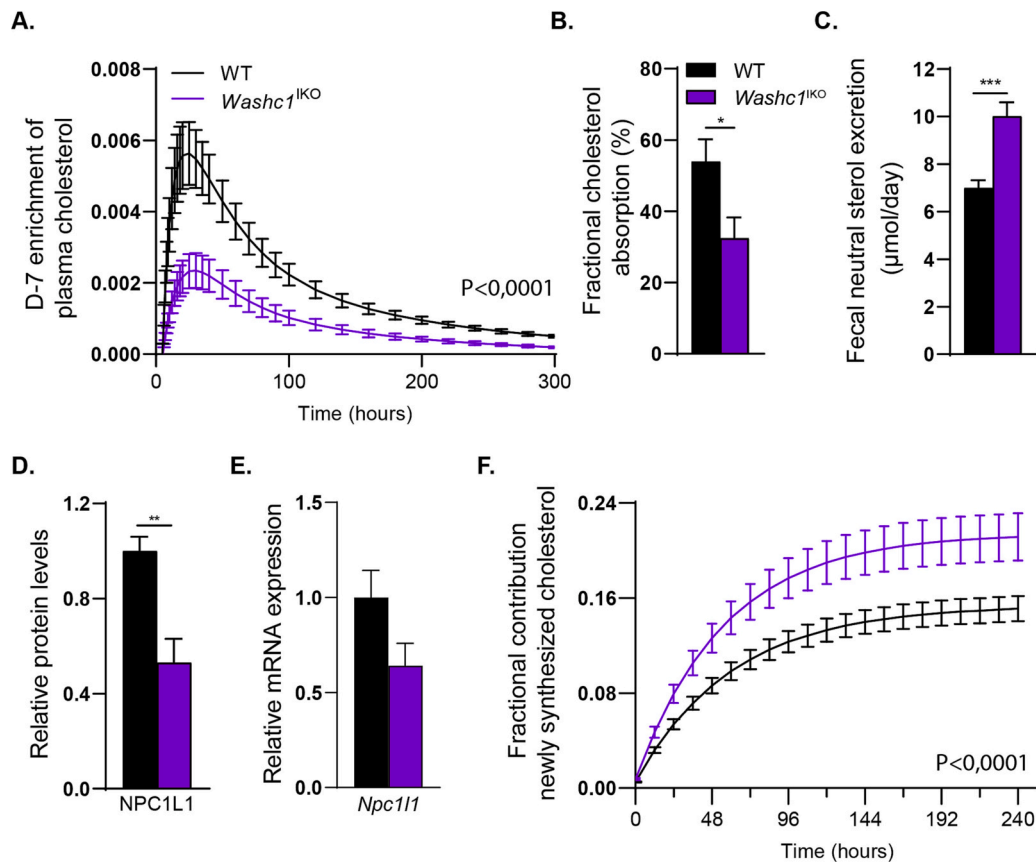 A.
D-7 enrichment of
plasma cholesterol
0.008
0.006
0.004
0.002
0.000
WT
Washc1IKO
P<0,0001
0
100
200
300
Time (hours)
B.
Fractional cholesterol
absorption (%)
80
60
40
20
0
WT
Washc1IKO
*
C.
Fecal neutral sterol excretion
(µmol/day)
12
10
8
6
4
2
0
***
D.
Relative protein levels
1.2
0.8
0.4
0.0
**
NPC1L1
E.
Relative mRNA expression
1.5
1.0
0.5
0.0
Npc1l1
F.
Fractional contribution
newly synthesized cholesterol
0.24
0.16
0.08
0.00
P<0,0001
0
48
96
144
192
240
Time (hours)